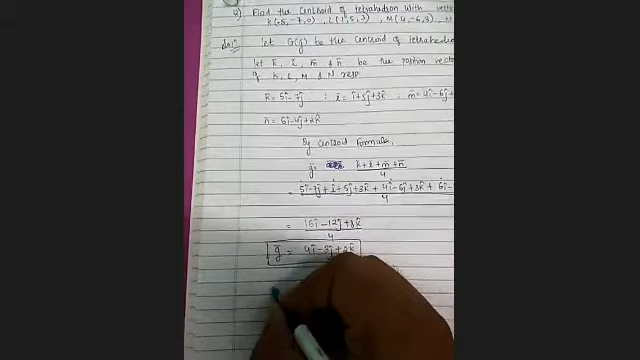 Q) Find the centroid of tetrahedron with
K(5, -7, 0), L(1, 5, 3), M(4, -6, 3),
Soln Let G(g̅) be the centroid of tetrahedron
let k̅, l̅, m̅ & n̅ be the position
of K, L, M & N resp
k̅ = 5î - 7ĵ ; l̅ = î + 5ĵ + 3k̂ ; m̅ = 4î - 6ĵ +
n̅ = 6î - 4ĵ + 2k̂
By Centroid Formula,
g̅ = k̅ + l̅ + m̅ + n̅ / 4
= 5î - 7ĵ + î + 5ĵ + 3k̂ + 4î - 6ĵ + 3k̂ + 6î - / 4
= 16î - 12ĵ + 8k̂ / 4
g̅ = 4î - 3ĵ + 2k̂